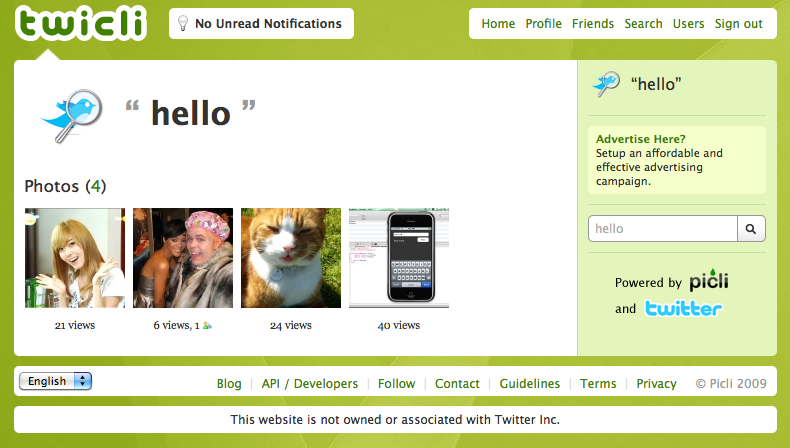 twicli
No Unread Notifications
Home Profile Friends Search Users Sign out
“ hello ”
Photos (4)
21 views
6 views, 1
24 views
40 views
“hello”
Advertise Here?
Setup an affordable and
effective advertising
campaign.
hello
Powered by picli
and twitter
English
Blog | API / Developers | Follow | Contact | Guidelines | Terms | Privacy © Picli 2009
This website is not owned or associated with Twitter Inc.